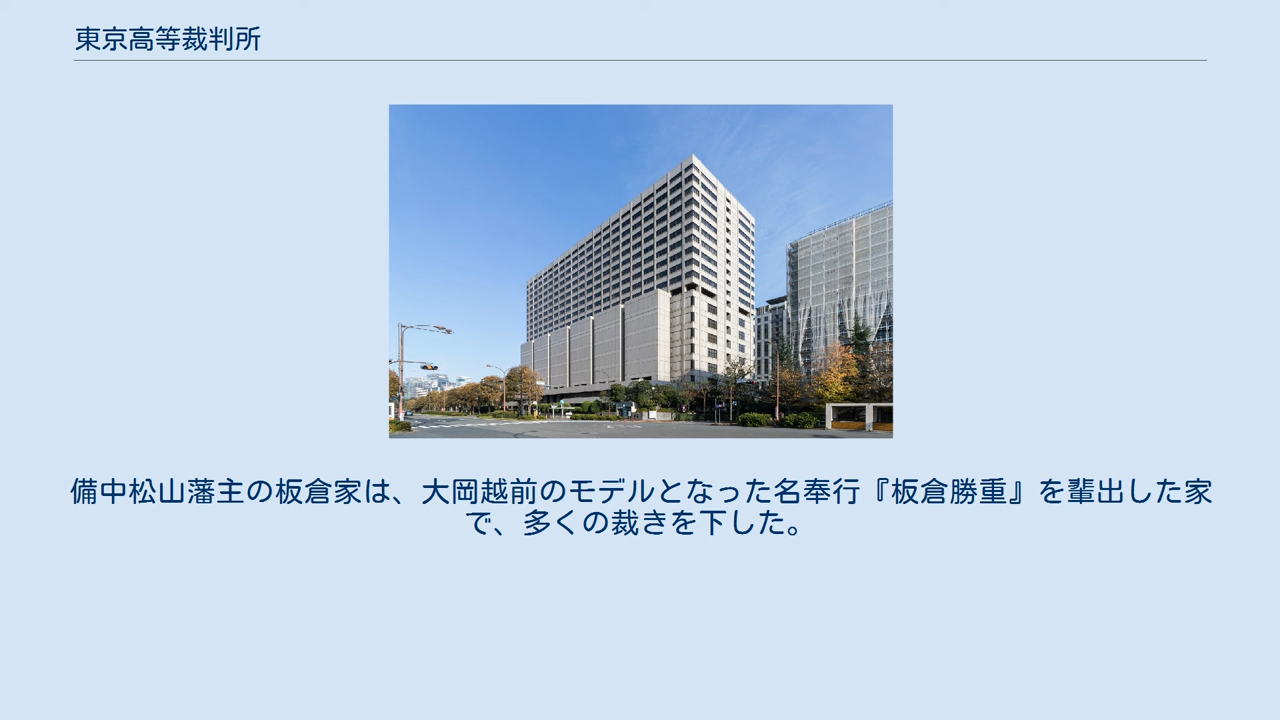 東京高等裁判所
備中松山藩主の板倉家は、大岡越前のモデルとなった名奉行『板倉勝重』を輩出した家
で、多くの裁きを下した。